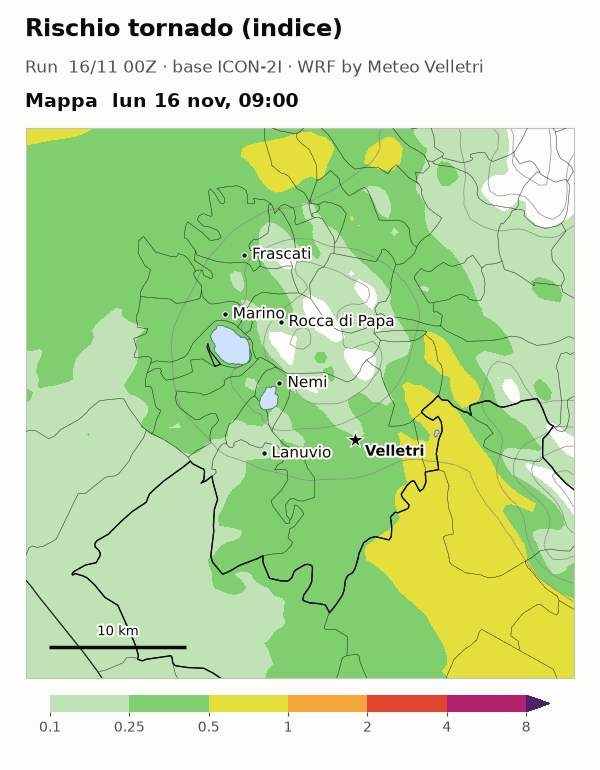 Rischio tornado (indice)
Run  16/11 00Z · base ICON-2I · WRF by Meteo Velletri
Mappa  lun 16 nov, 09:00
Frascati
Marino
Rocca di Papa
Nemi
Velletri
Lanuvio
10 km
0.1 0.25 0.5 1 2 4 8